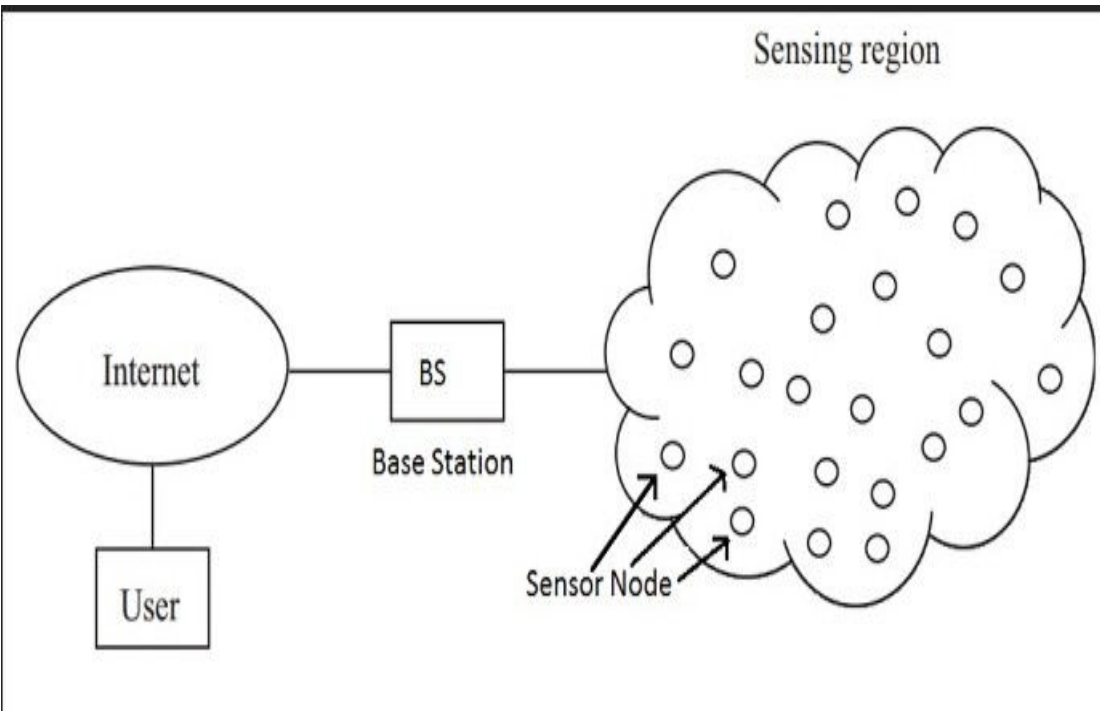 Sensing region
Internet
BS
Base Station
Sensor Node
User